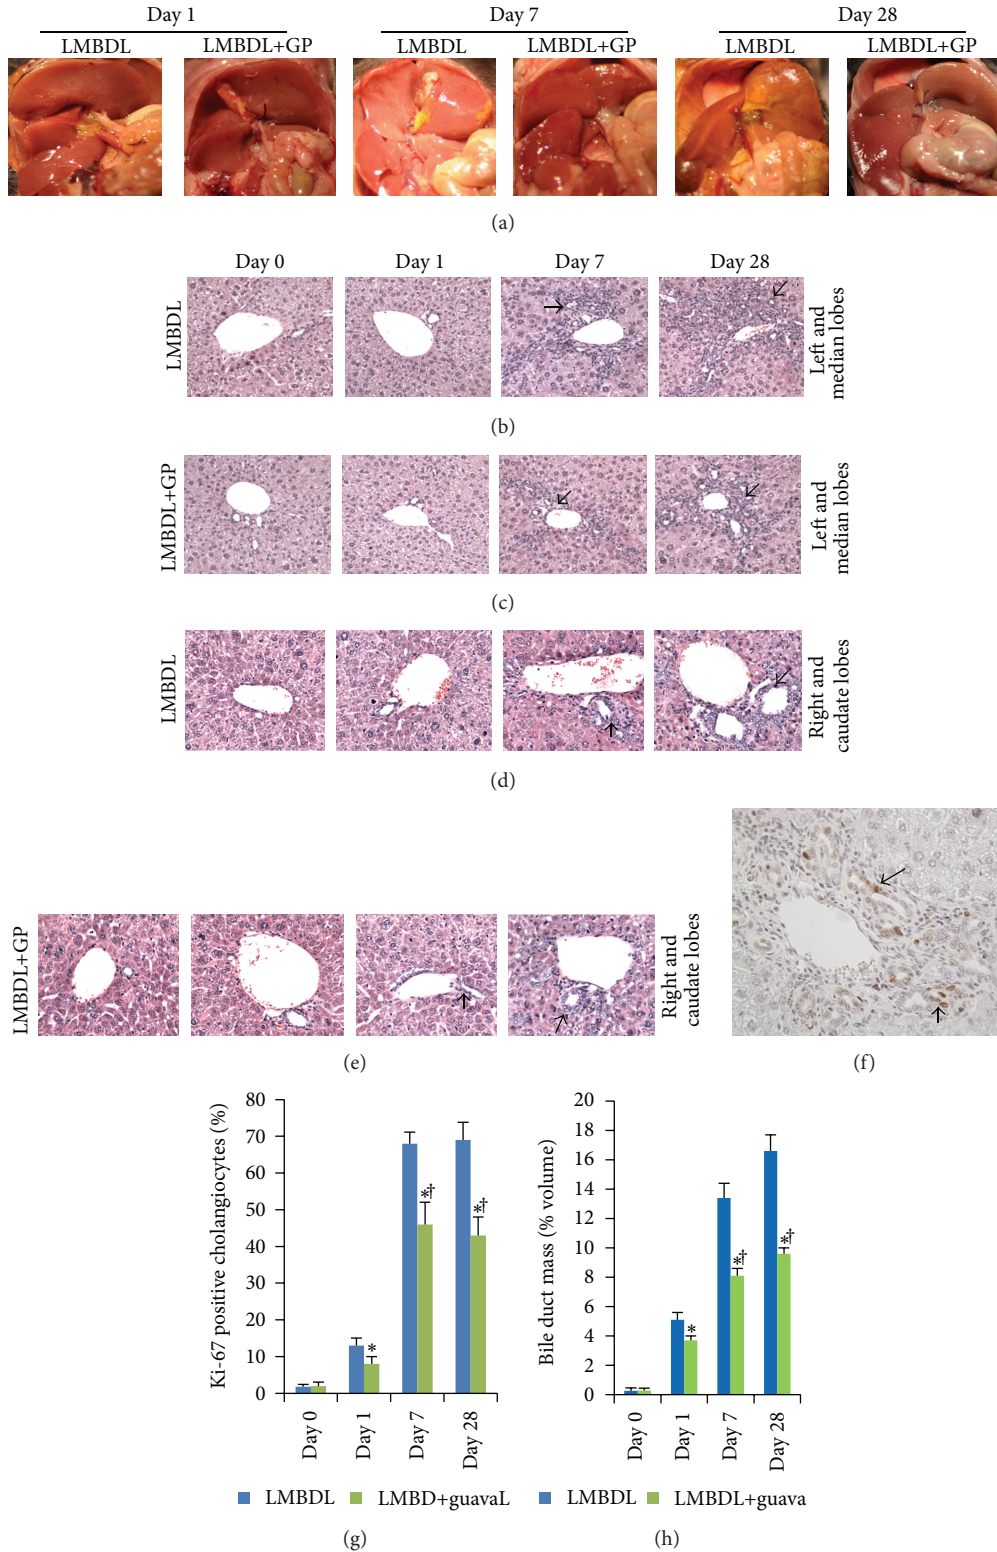 Day 1 Day 7 Day 28
LMBDL LMBDL+GP LMBDL LMBDL+GP LMBDL LMBDL+GP
(a)
Day 0 Day 1 Day 7 Day 28
LMBDL
Left and
median lobes
(b)
LMBDL+GP
Left and
median lobes
(c)
LMBDL
Right and
caudate lobes
(d)
LMBDL+GP
Right and
caudate lobes
(e)
(f)
Ki-67 positive cholangiocytes (%)
80
70
60
50
40
30
20
10
0
*
*†
*†
Day 0
Day 1
Day 7
Day 28
LMBDL LMBD+guavaL
(g)
Bile duct mass (% volume)
20
18
16
14
12
10
8
6
4
2
0
*
*†
*†
Day 0
Day 1
Day 7
Day 28
LMBDL LMBDL+guava
(h)